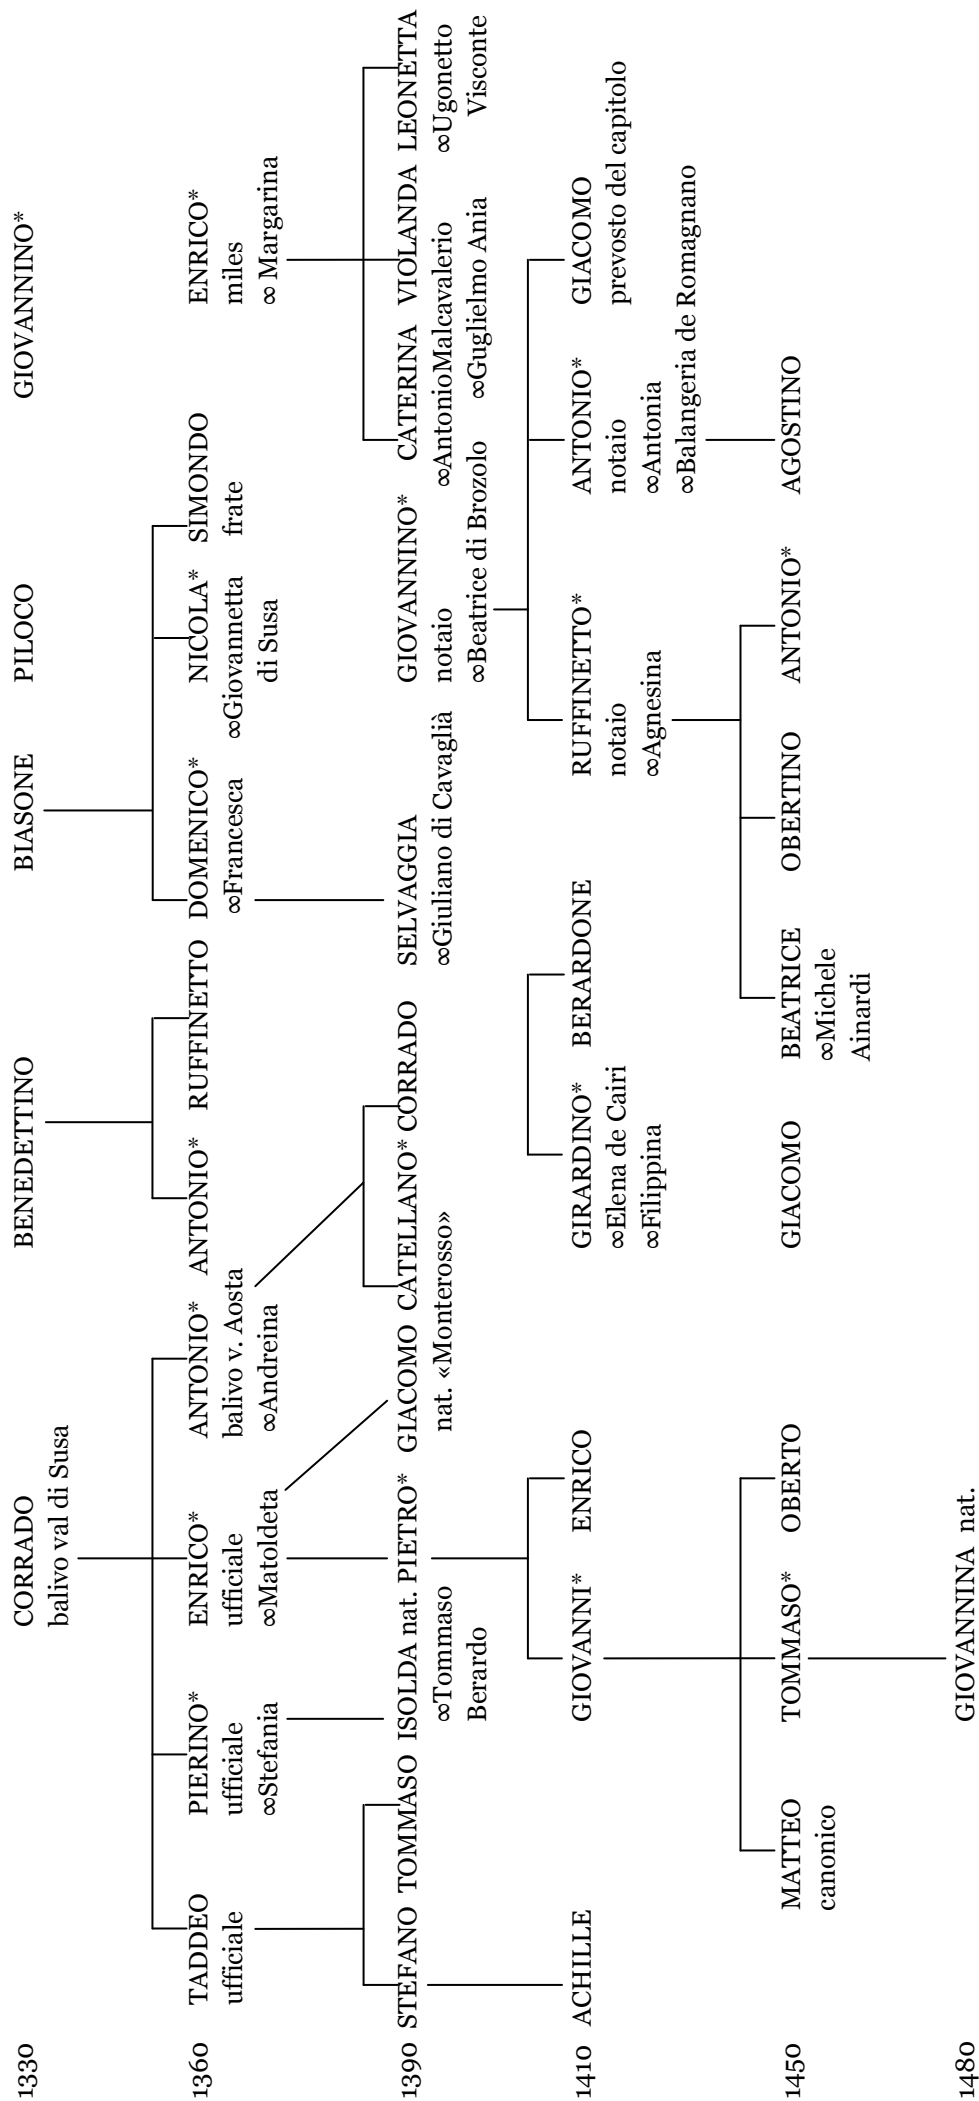 1330
CORRADO
balivo val di Susa
BENEDETTINO
BIASONE
PILOCO
GIOVANNINO*
1360
TADDEO
ufficiale
PIERINO*
ufficiale
∞Stefania
ENRICO*
ufficiale
∞Matoldeta
ANTONIO*
balivo v. Aosta
∞Andreina
ANTONIO*
RUFFINETTO
DOMENICO*
∞Francesca
NICOLA*
∞Giovannetta
di Susa
SIMONDO
frate
ENRICO*
miles
∞ Margarina
1390
STEFANO
TOMMASO
ISOLDA nat.
∞Tommaso
Berardo
PIETRO*
GIACOMO
nat. «Monterosso»
CATELLANO*
CORRADO
SELVAGGIA
∞Giuliano di Cavaglià
GIOVANNINO*
notaio
∞Beatrice di Brozolo
CATERINA
∞AntonioMalcavalerio
VIOLANDA
∞Guglielmo Ania
LEONETTA
∞Ugonetto
Visconte
1410
ACHILLE
GIOVANNI*
ENRICO
GIRARDINO*
∞Elena de Cairi
∞Filippina
BERARDONE
RUFFINETTO*
notaio
∞Agnesina
ANTONIO*
notaio
∞Antonia
∞Balangeria de Romagnano
GIACOMO
prevosto del capitolo
1450
MATTEO
canonico
TOMMASO*
OBERTO
GIACOMO
BEATRICE
∞Michele
Ainardi
OBERTINO
ANTONIO*
AGOSTINO
1480
GIOVANNINA nat.